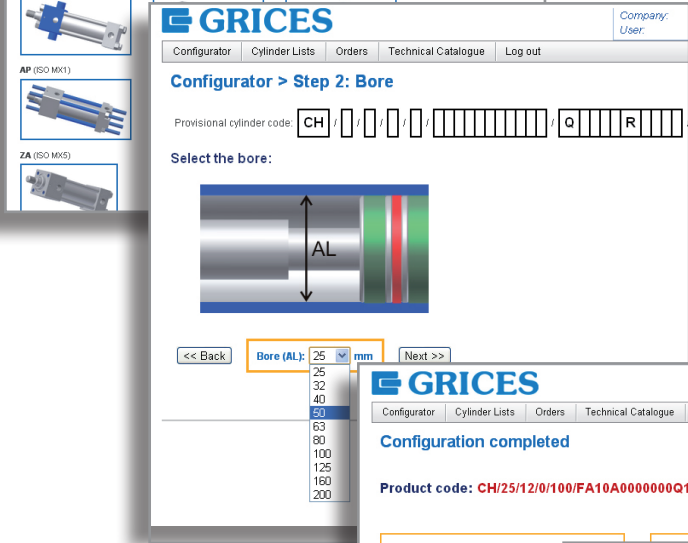 AP (ISO MX1)
ZA (ISO MX5)
GRICES
Company:
User:
Configurator Cylinder Lists Orders Technical Catalogue Log out
Configurator > Step 2: Bore
Provisional cylinder code: CH / / / / / / Q R
Select the bore:
AL
<< Back Bore (AL): 25 mm Next >>
25
32
40
50
63
80
100
125
160
200
GRICES
Configurator Cylinder Lists Orders Technical Catalogue
Configuration completed
Product code: CH/25/12/0/100/FA10A0000000Q1